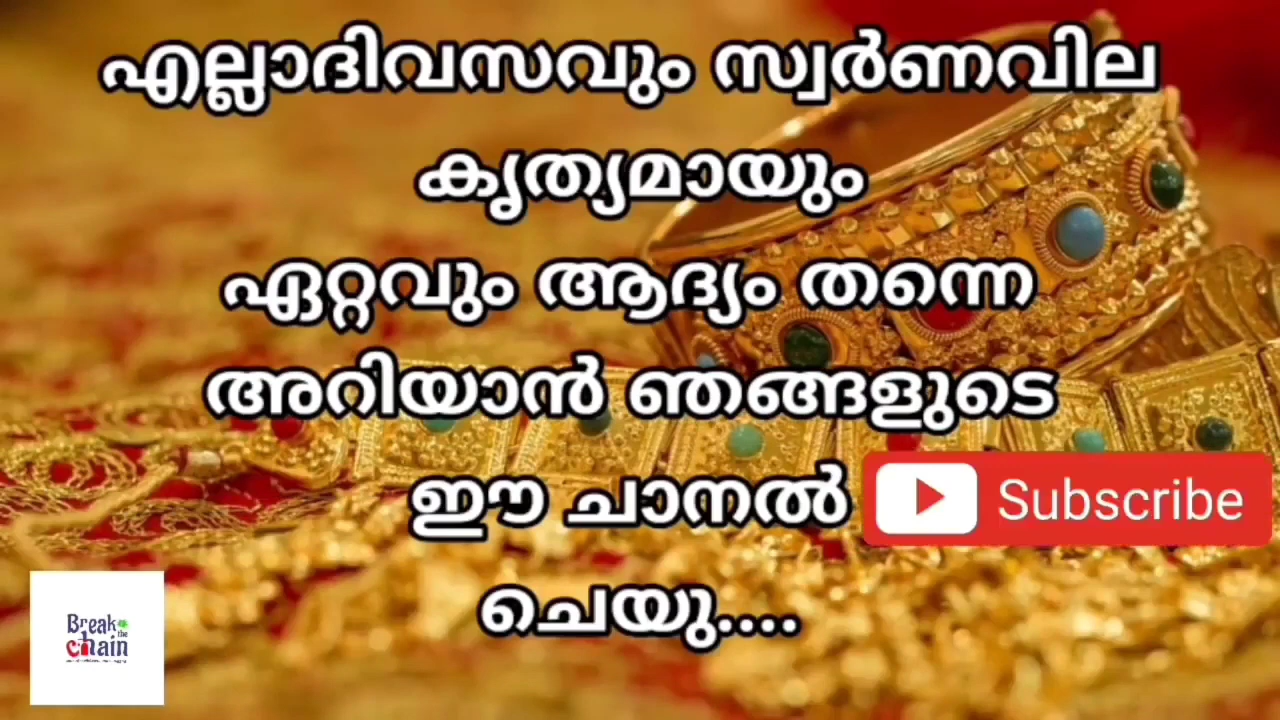 എല്ലാദിവസവും സ്വർണവില
കൃത്യമായും
ഏറ്റവും ആദ്യം തന്നെ
അറിയാൻ ഞങ്ങളുടെ
ഈ ചാനൽ Subscribe
ചെയു....
Break
the
chain